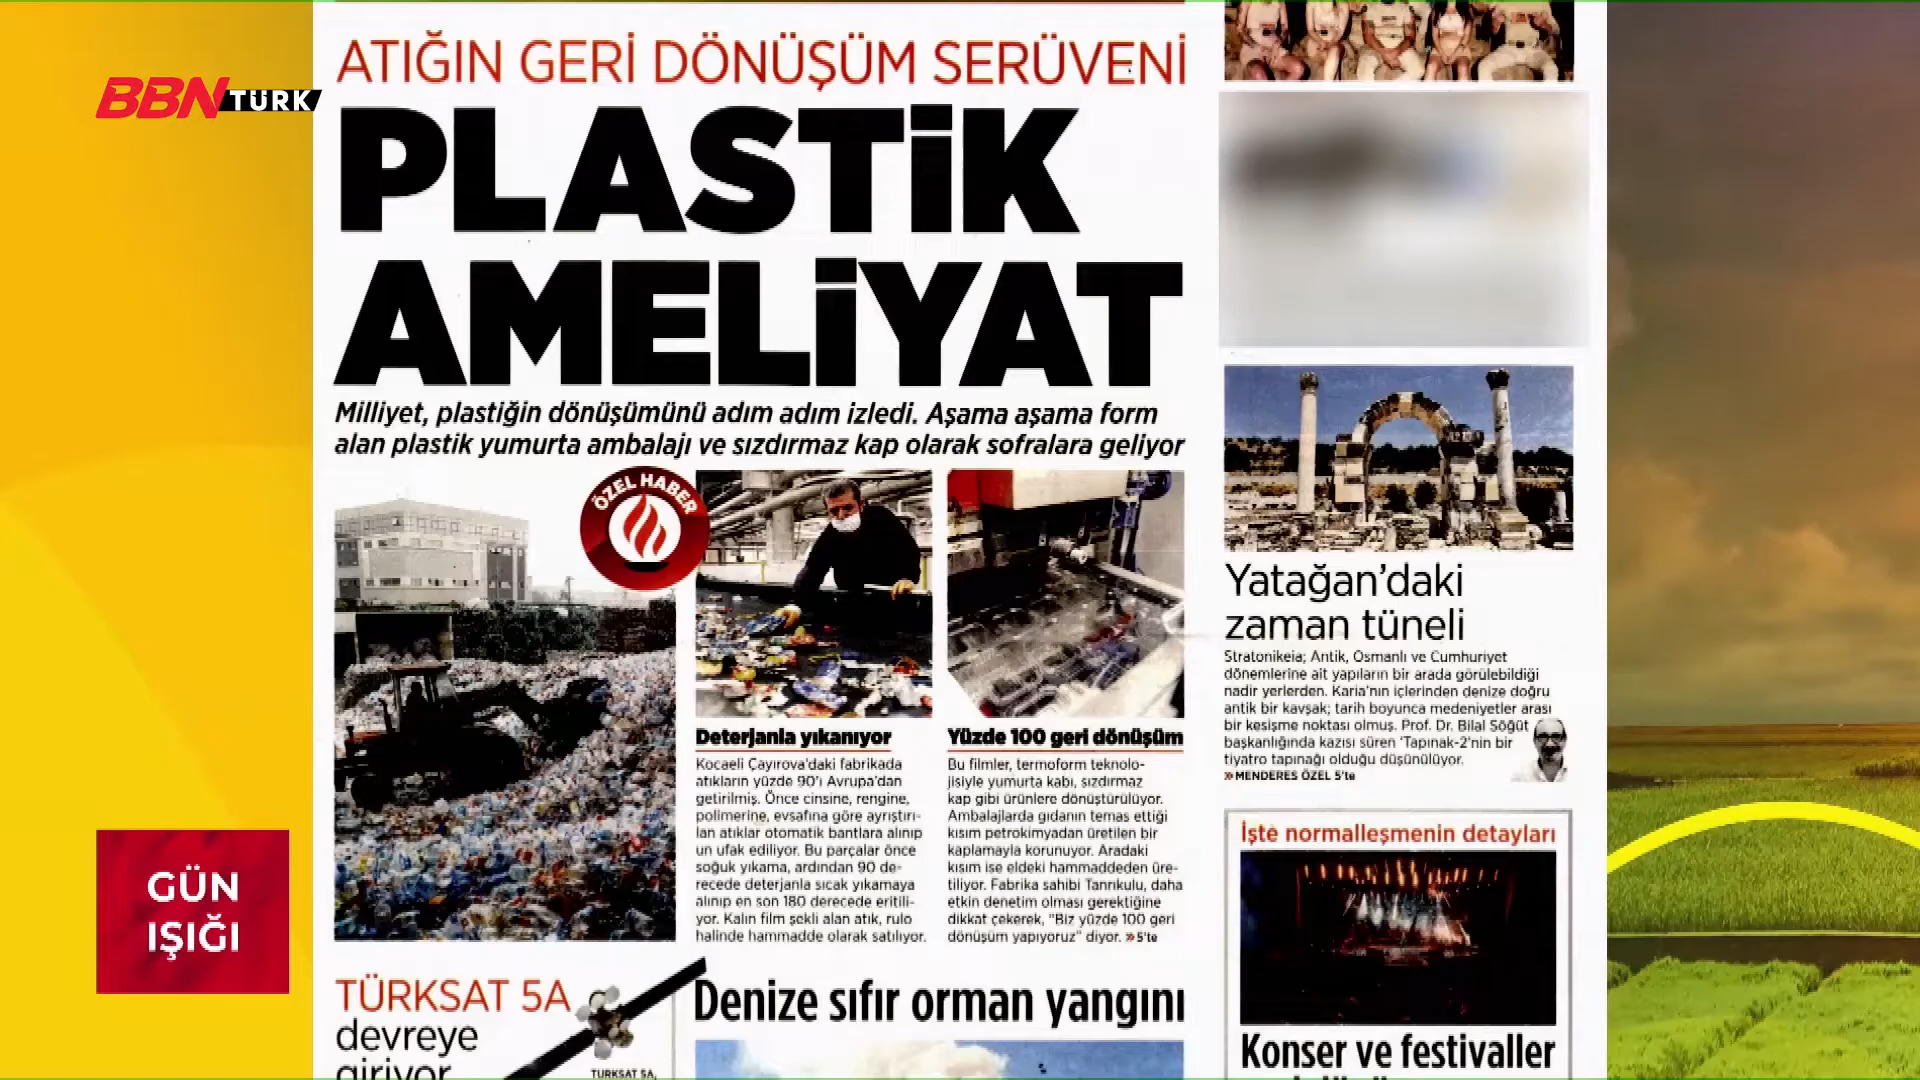 BBN TÜRK
ATIĞIN GERİ DÖNÜŞÜM SERÜVENİ
PLASTİK
AMELİYAT
Milliyet, plastiğin dönüşümünü adım adım izledi. Aşama aşama form
alan plastik yumurta ambalajı ve sızdırmaz kap olarak sofralara geliyor
ÖZEL HABER
Deterjanla yıkanıyor
Kocaeli Çayırova'daki fabrikada
atıkların yüzde 90'ı Avrupa'dan
getirilmiş. Önce cinsine, rengine,
polimerine, evsafına göre ayrıştırı-
lan atıklar otomatik bantlara alınıp
un ufak ediliyor. Bu parçalar önce
soğuk yıkama, ardından 90 de-
recede deterjanla sıcak yıkamaya
alınıp en son 180 derecede eritili-
yor. Kalın film şekli alan atık, rulo
halinde hammadde olarak satılıyor.
Yüzde 100 geri dönüşüm
Bu filmler, termoform teknolo-
jisiyle yumurta kabı, sızdırmaz
kap gibi ürünlere dönüştürülüyor.
Ambalajlarda gıdanın temas ettiği
kısım petrokimyadan üretilen bir
kaplamayla korunuyor. Aradaki
kısım ise eldeki hammaddeden üre-
tiliyor. Fabrika sahibi Tanrıkulu, daha
etkin denetim olması gerektiğine
dikkat çekerek, "Biz yüzde 100 geri
dönüşüm yapıyoruz" diyor. » 5'te
Yatağan'daki
zaman tüneli
Stratonikeia; Antik, Osmanlı ve Cumhuriyet
dönemlerine ait yapıların bir arada görülebildiği
nadir yerlerden. Karia'nın içlerinden denize doğru
antik bir kavşak; tarih boyunca medeniyetler arası
bir kesişme noktası olmuş. Prof. Dr. Bilal Söğüt
başkanlığında kazısı süren 'Tapınak-2'nin bir
tiyatro tapınağı olduğu düşünülüyor.
» MENDERES ÖZEL 5'te
İşte normalleşmenin detayları
Konser ve festivaller
TÜRKSAT 5A
devreye
giriyor
TÜRKSAT 5A,
Denize sıfır orman yangını
GÜN
IŞIĞI